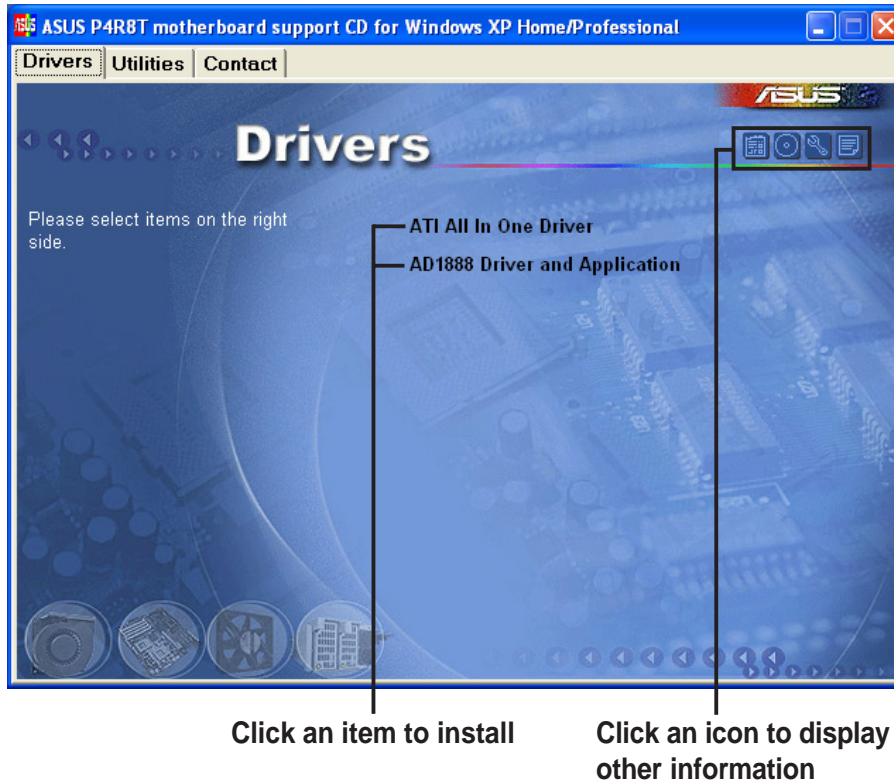 ASUS P4R8T motherboard support CD for Windows XP Home/Professional
Drivers Utilities Contact
ASUS
Drivers
Please select items on the right
side.
ATI All In One Driver
AD1888 Driver and Application
Click an item to install
Click an icon to display
other information